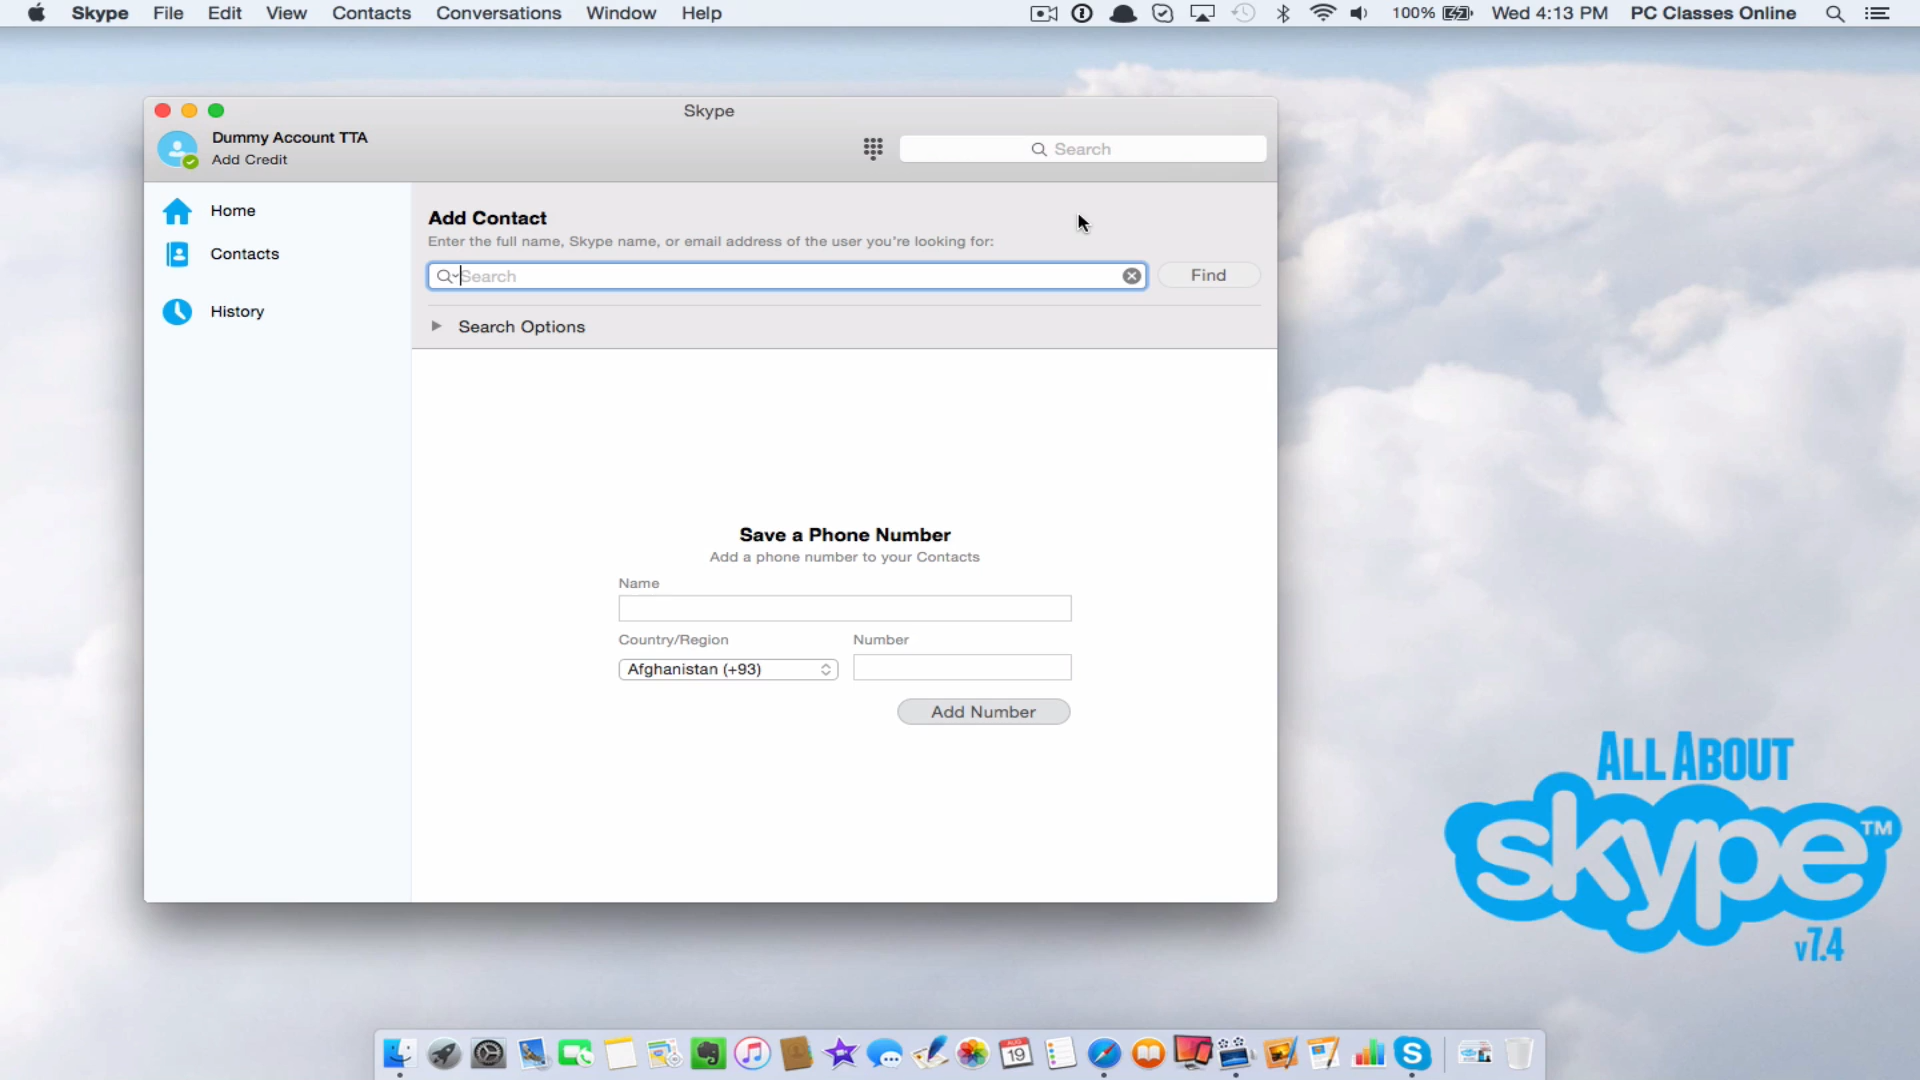 Skype File Edit View Contacts Conversations Window Help 100% Wed 4:13 PM PC Classes Online
Skype
Dummy Account TTA
Add Credit
Search
Home
Contacts
History
Add Contact
Enter the full name, Skype name, or email address of the user you're looking for:
Search
Find
Search Options
Save a Phone Number
Add a phone number to your Contacts
Name
Country/Region Number
Afghanistan (+93)
Add Number
ALL ABOUT
skype™
v7.4
AUG
19